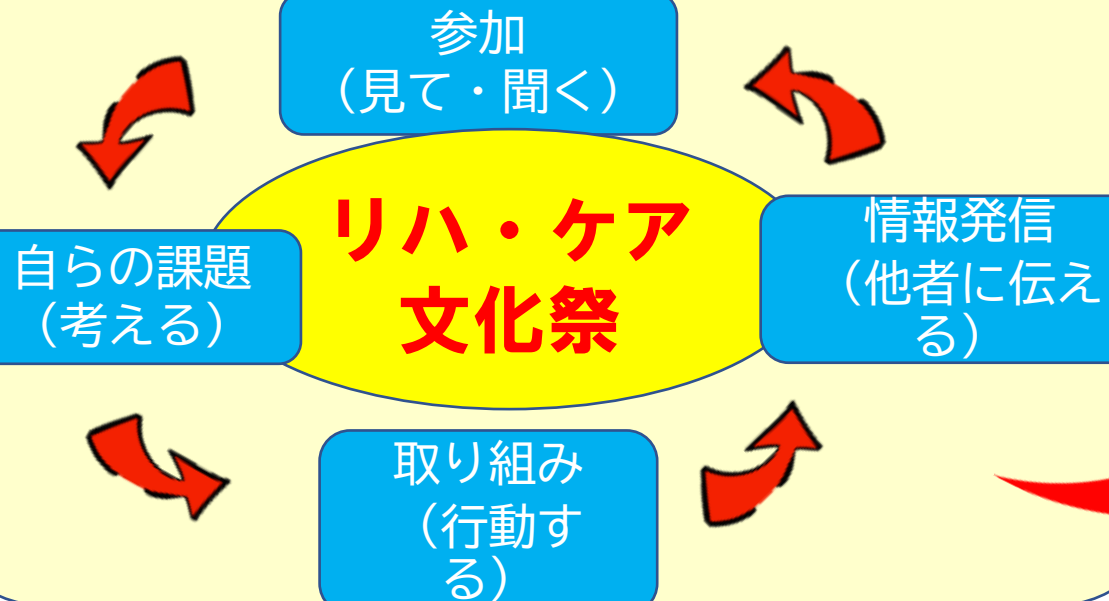 参加
（見て・聞く）
リハ・ケア
文化祭
自らの課題
（考える）
情報発信
（他者に伝え
る）
取り組み
（行動す
る）